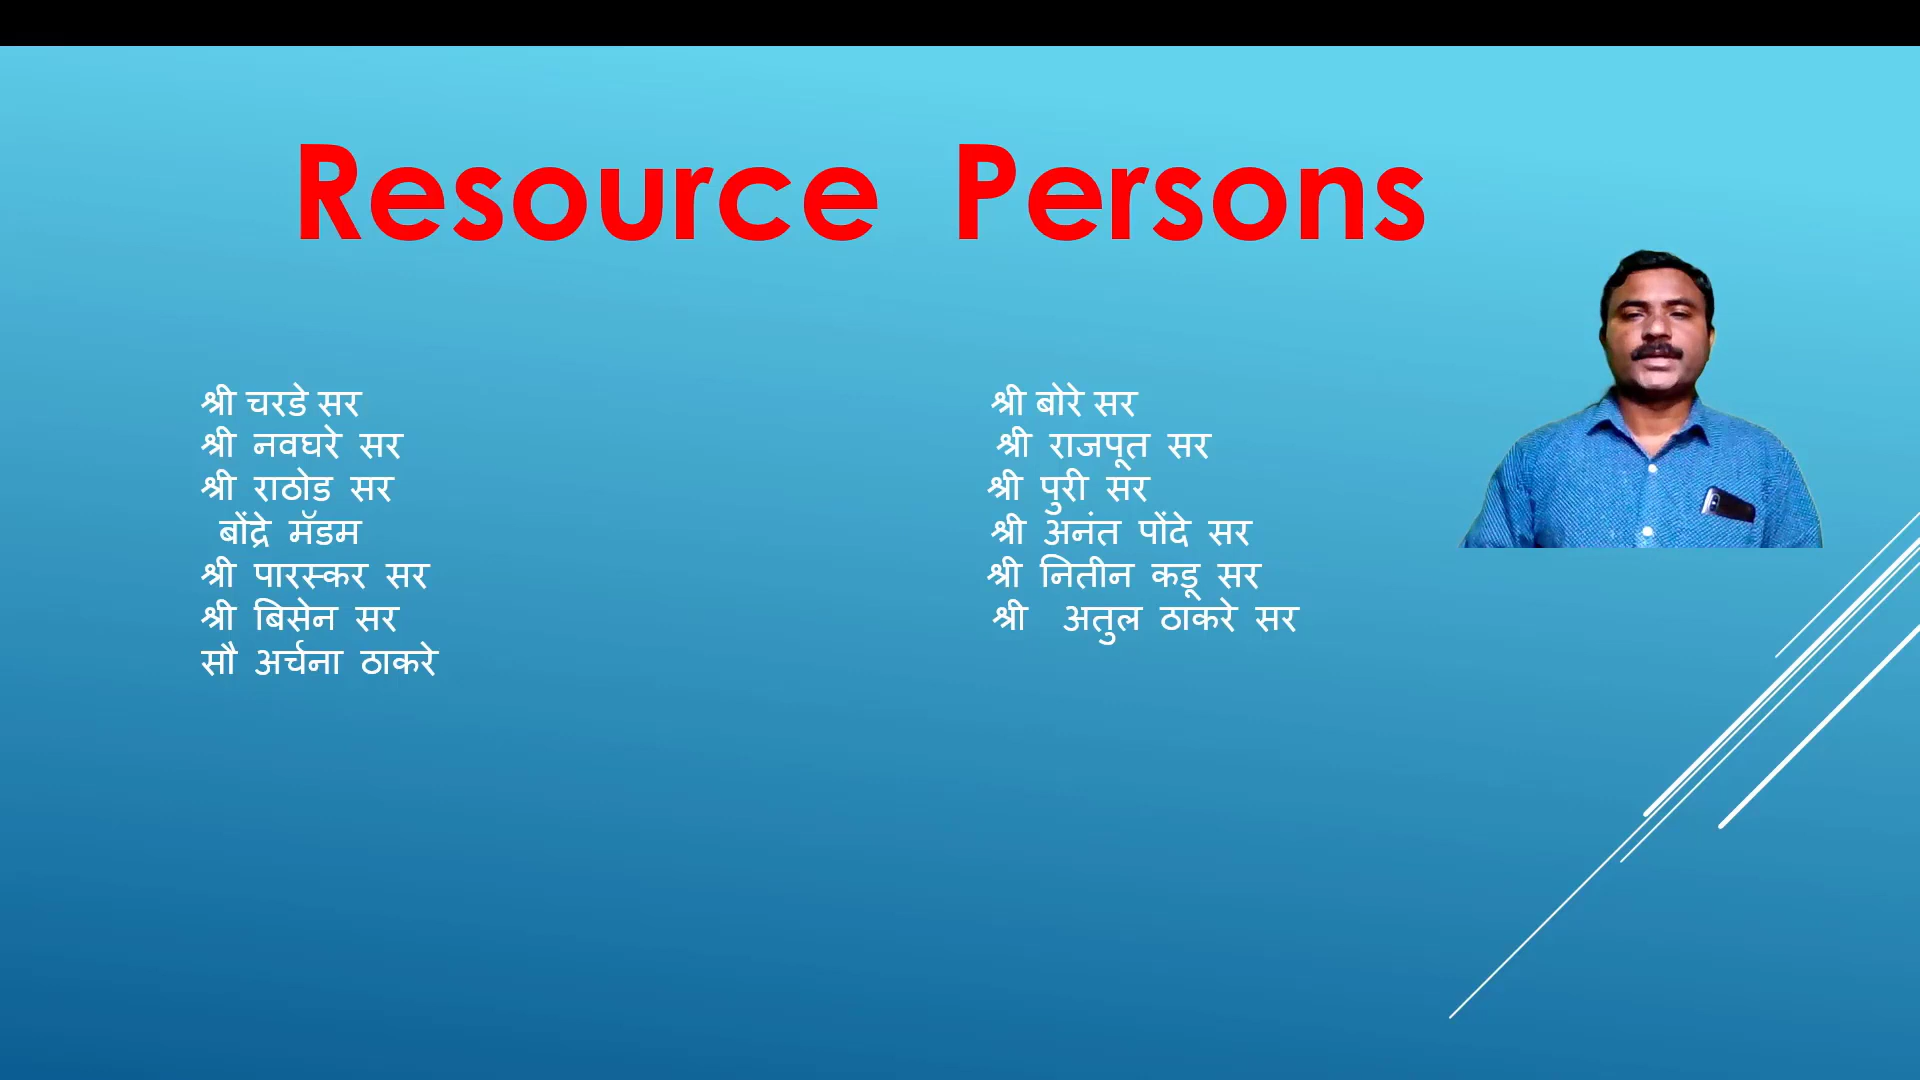 Resource Persons
श्री चरडे सर
श्री नवघरे सर
श्री राठोड सर
बोंद्रे मॅडम
श्री पारस्कर सर
श्री बिसेन सर
सौ अर्चना ठाकरे
श्री बोरे सर
श्री राजपूत सर
श्री पुरी सर
श्री अनंत पोंदे सर
श्री नितीन कडू सर
श्री अतुल ठाकरे सर